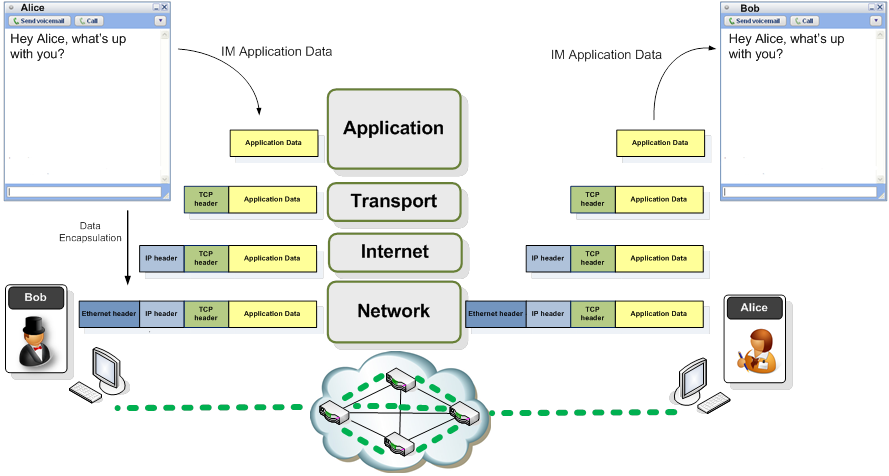 Alice
Send voicemail
Call
Hey Alice, what's up
with you?
IM Application Data
Application Data
TCP
header
Application Data
Data
Encapsulation
IP header
TCP
header
Application Data
Ethernet header
IP header
TCP
header
Application Data
Bob
Application
Transport
Internet
Network
Bob
Send voicemail
Call
Hey Alice, what's up
with you?
IM Application Data
Application Data
TCP
header
Application Data
IP header
TCP
header
Application Data
Ethernet header
IP header
TCP
header
Application Data
Alice